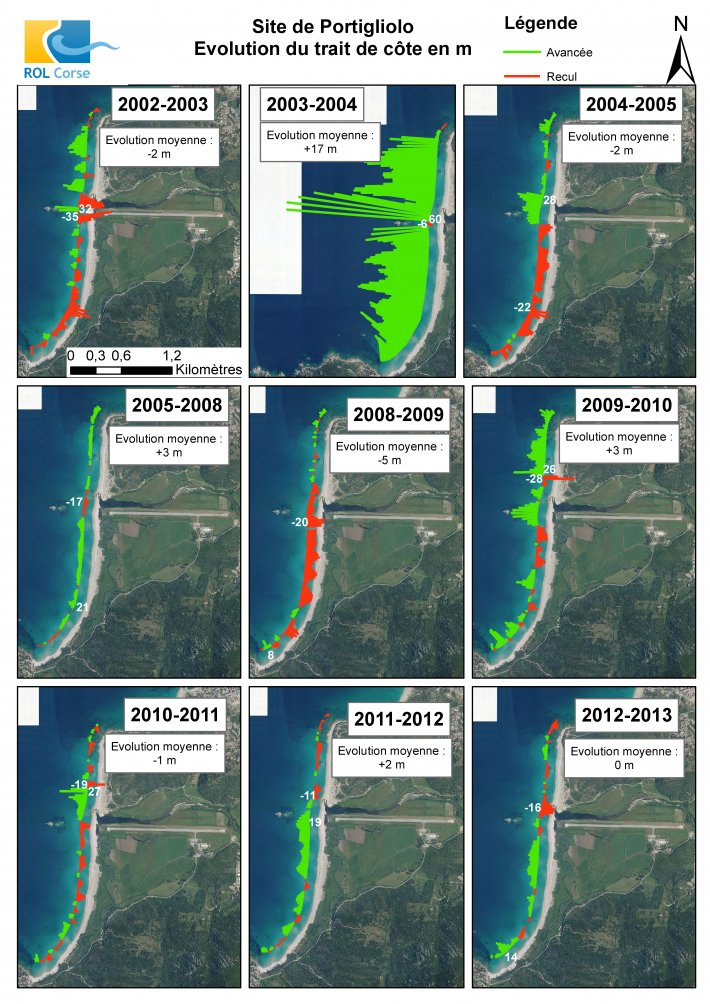 Site de Portigliolo
Evolution du trait de côte en m
ROL Corse
Légende
Avancée
Recul
N
2002-2003
Evolution moyenne :
-2 m
32
-35
0 0,3 0,6 1,2
Kilomètres
2003-2004
Evolution moyenne :
+17 m
-6
60
2004-2005
Evolution moyenne :
-2 m
28
-22
2005-2008
Evolution moyenne :
+3 m
-17
21
2008-2009
Evolution moyenne :
-5 m
-20
8
2009-2010
Evolution moyenne :
+3 m
26
-28
2010-2011
Evolution moyenne :
-1 m
-19
27
2011-2012
Evolution moyenne :
+2 m
-11
19
2012-2013
Evolution moyenne :
0 m
-16
14